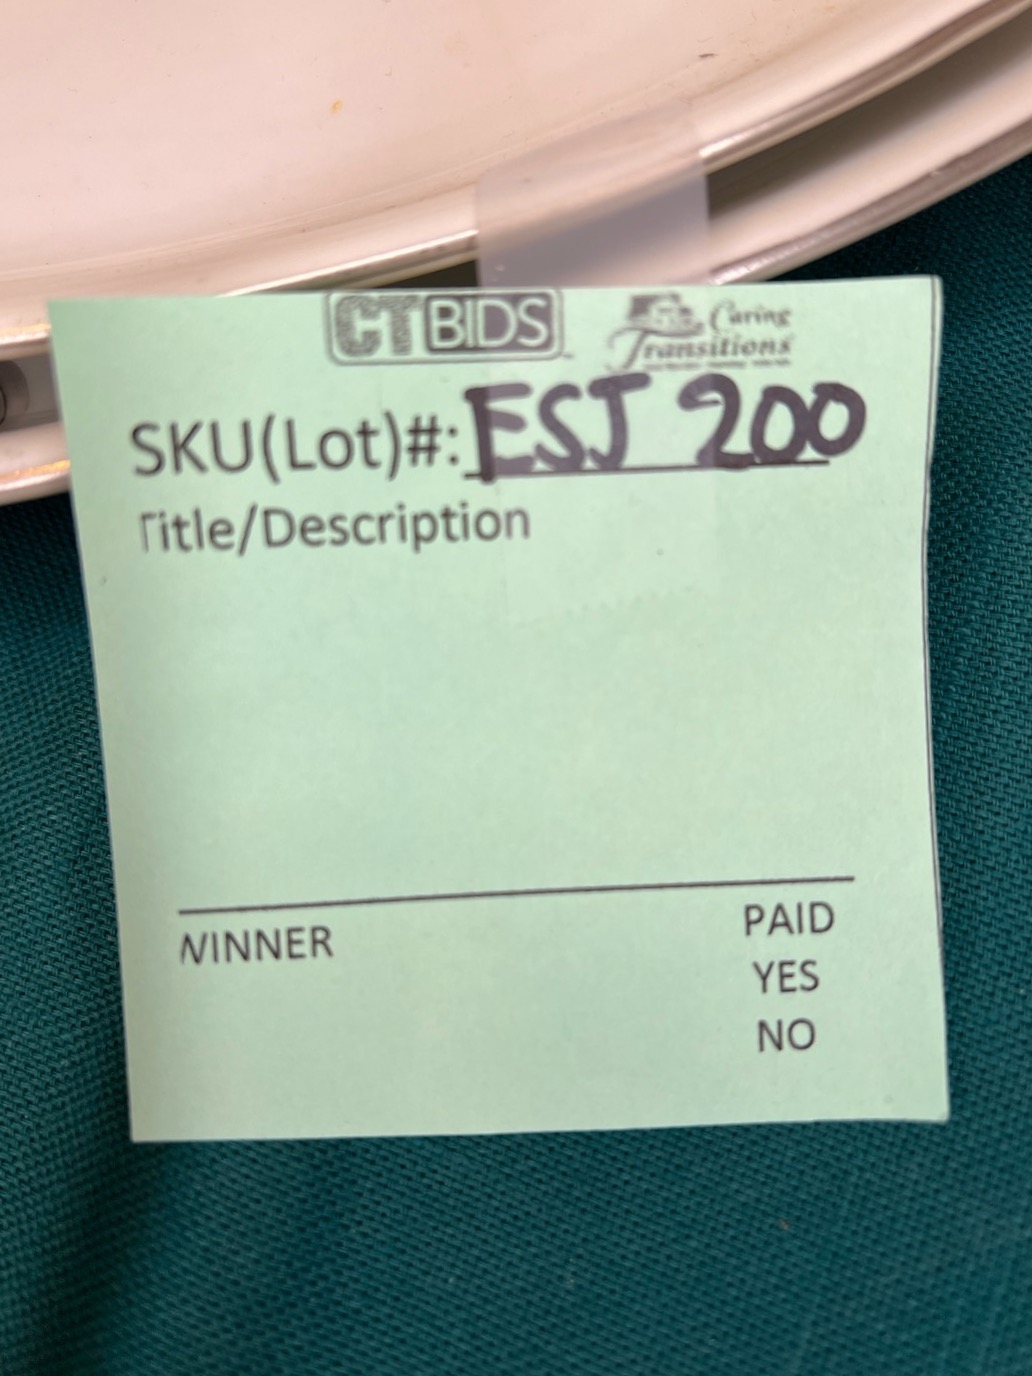 CTBIDS
Caring
Transitions
SKU(Lot)#: ESJ 200
Title/Description
WINNER PAID
YES
NO